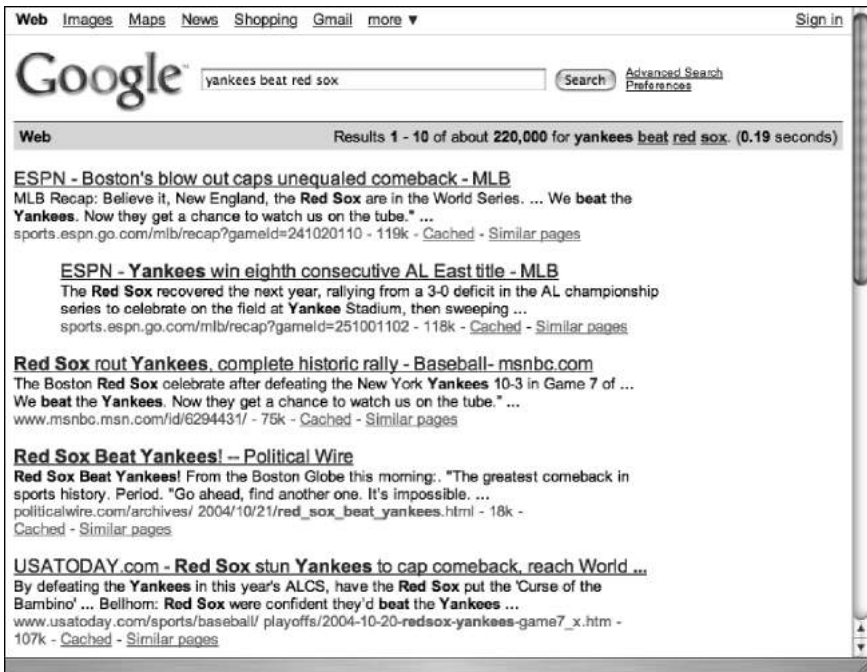 Web Images Maps News Shopping Gmail more ▼ Sign in
Google™ yankees beat red sox Search Advanced Search
Preferences
Web Results 1 - 10 of about 220,000 for yankees beat red sox. (0.19 seconds)
ESPN - Boston's blow out caps unequaled comeback - MLB
MLB Recap: Believe it, New England, the Red Sox are in the World Series. ... We beat the
Yankees. Now they get a chance to watch us on the tube." ...
sports.espn.go.com/mlb/recap?gameId=241020110 - 119k - Cached - Similar pages
ESPN - Yankees win eighth consecutive AL East title - MLB
The Red Sox recovered the next year, rallying from a 3-0 deficit in the AL championship
series to celebrate on the field at Yankee Stadium, then sweeping ...
sports.espn.go.com/mlb/recap?gameId=251001102 - 118k - Cached - Similar pages
Red Sox rout Yankees, complete historic rally - Baseball- msnbc.com
The Boston Red Sox celebrate after defeating the New York Yankees 10-3 in Game 7 of ...
We beat the Yankees. Now they get a chance to watch us on the tube." ...
www.msnbc.msn.com/id/6294431/ - 75k - Cached - Similar pages
Red Sox Beat Yankees! -- Political Wire
Red Sox Beat Yankees! From the Boston Globe this morning:. "The greatest comeback in
sports history. Period. "Go ahead, find another one. It's impossible. ...
politicalwire.com/archives/ 2004/10/21/red_sox_beat_yankees.html - 18k -
Cached - Similar pages
USATODAY.com - Red Sox stun Yankees to cap comeback, reach World ...
By defeating the Yankees in this year's ALCS, have the Red Sox put the 'Curse of the
Bambino' ... Bellhorn: Red Sox were confident they'd beat the Yankees ...
www.usatoday.com/sports/baseball/ playoffs/2004-10-20-redsox-yankees-game7_x.htm -
107k - Cached - Similar pages